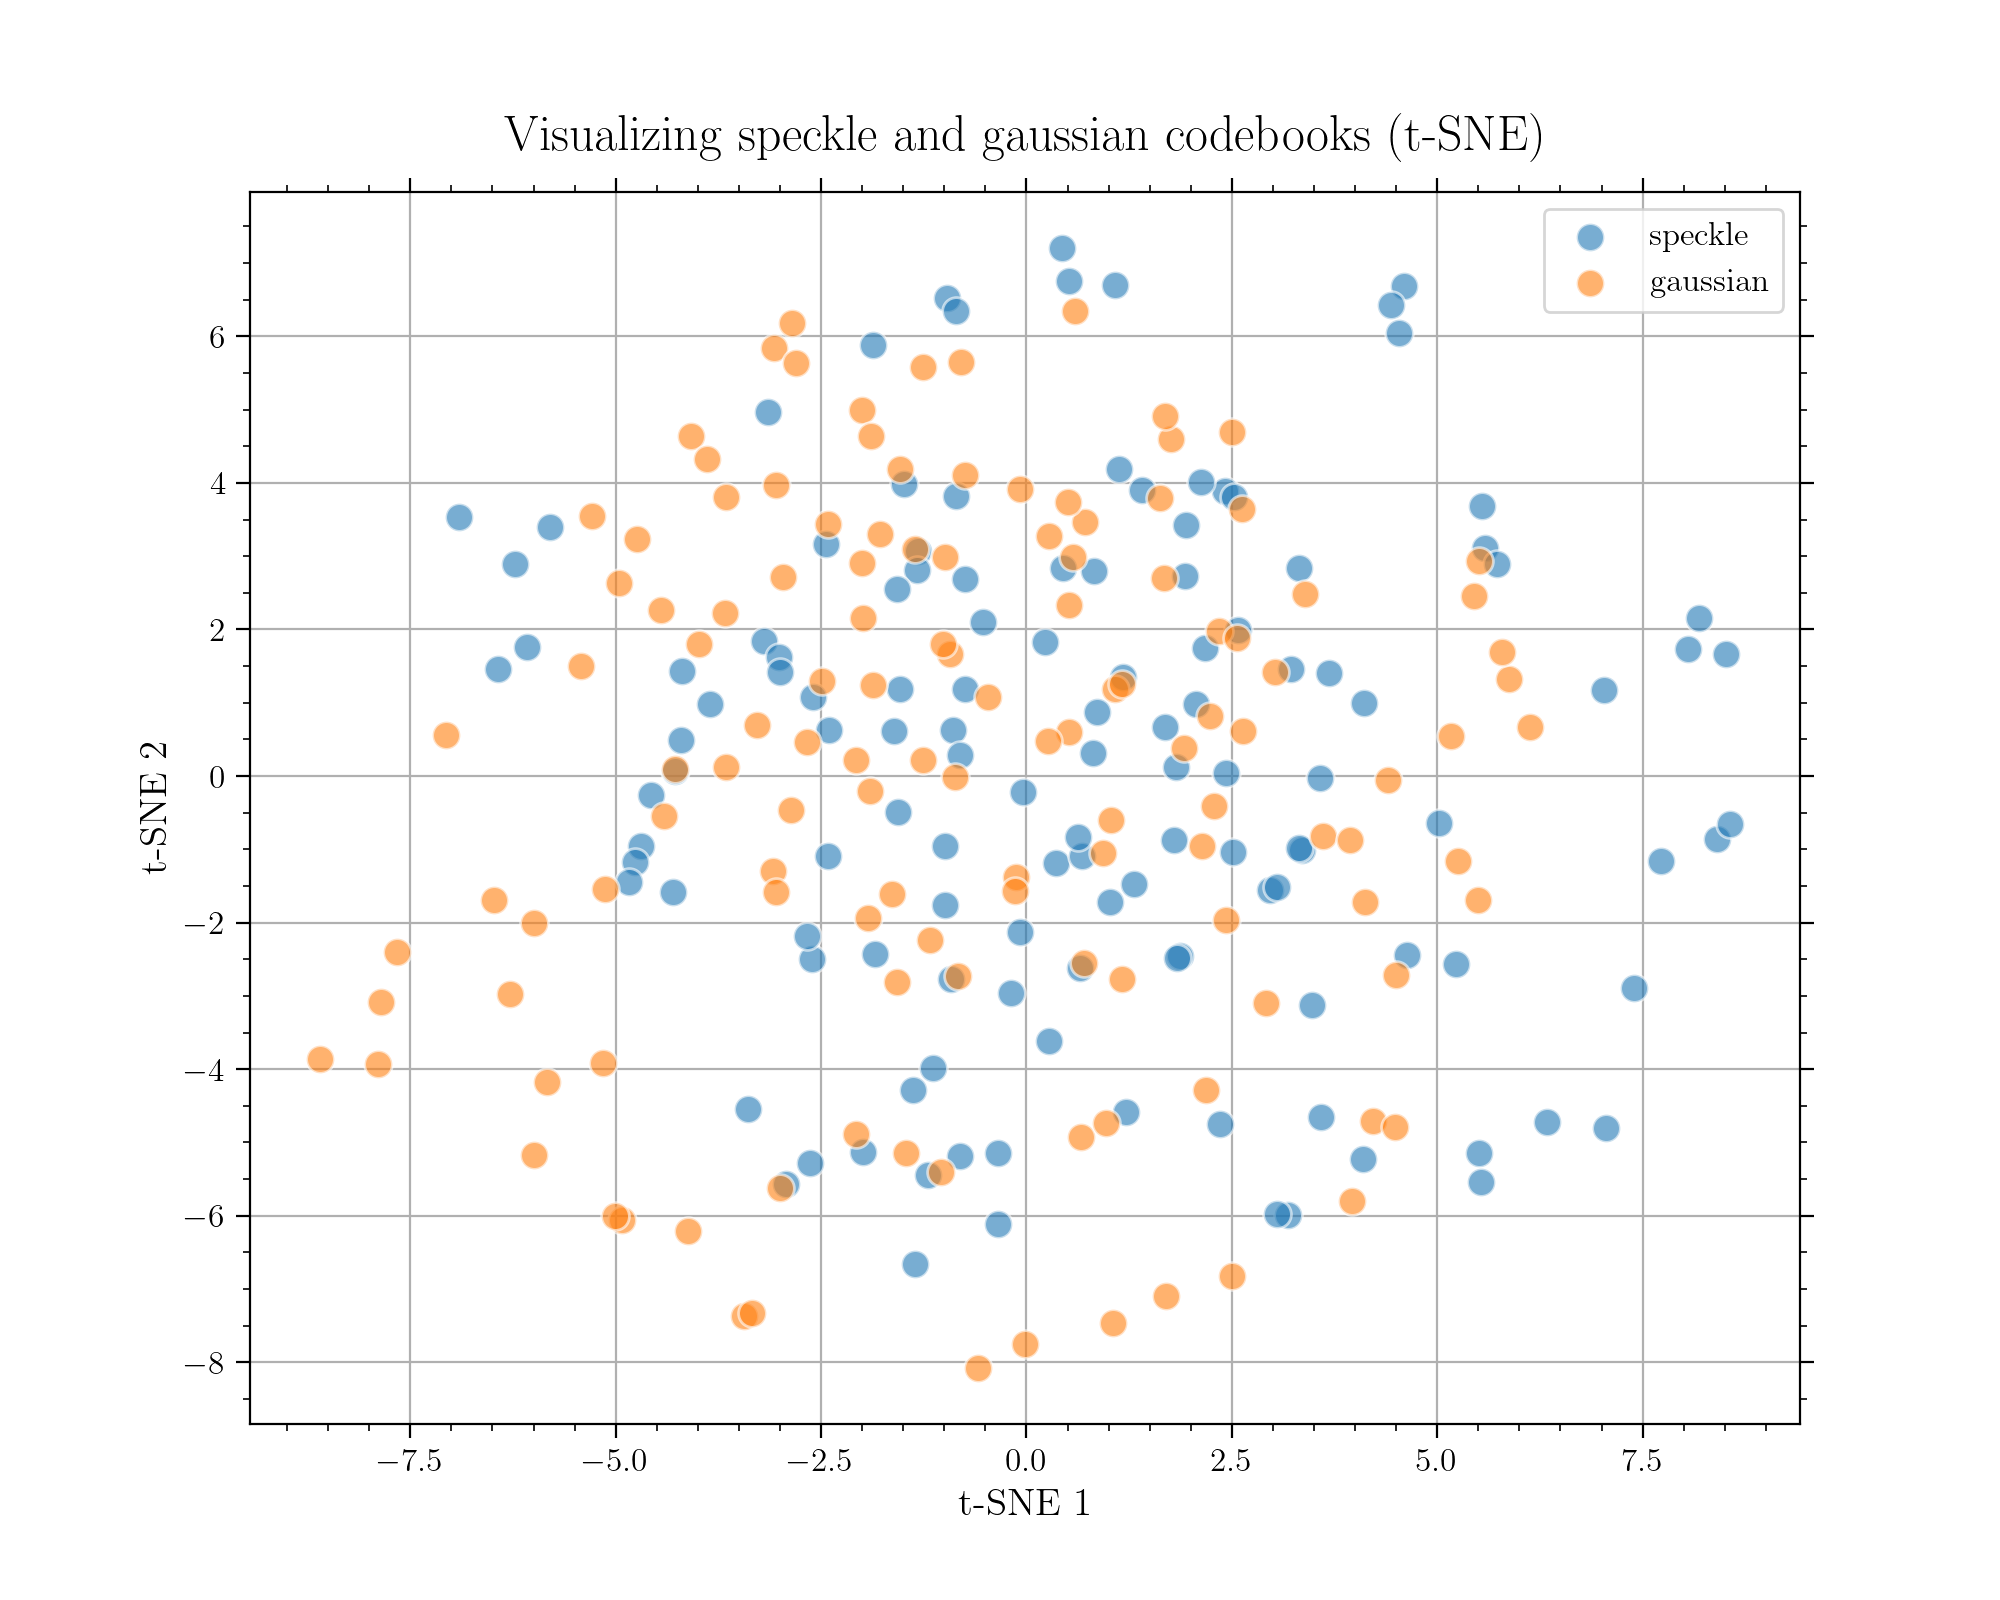 Visualizing speckle and gaussian codebooks (t-SNE)
speckle
gaussian
6
4
2
0
−2
−4
−6
−8
t-SNE 2
−7.5 −5.0 −2.5 0.0 2.5 5.0 7.5
t-SNE 1